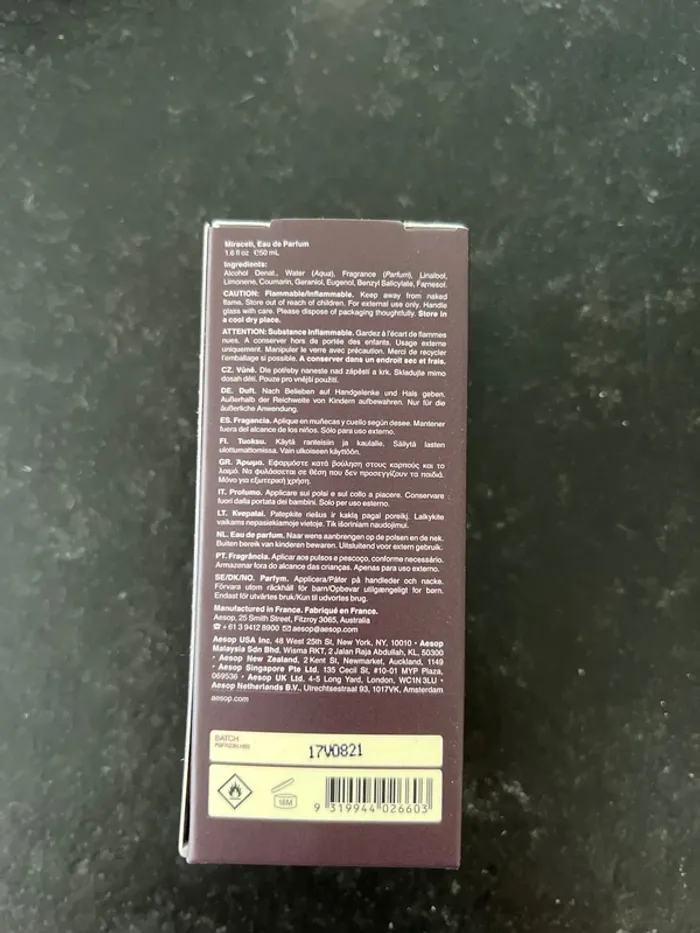 Miraceti, Eau de Parfum
1.6 fl oz ℮50 mL
Ingredients:
Alcohol Denat., Water (Aqua), Fragrance (Parfum), Linalool,
Limonene, Coumarin, Geraniol, Eugenol, Benzyl Salicylate, Farnesol.
CAUTION: Flammable/Inflammable. Keep away from naked
flame. Store out of reach of children. For external use only. Handle
glass with care. Please dispose of packaging thoughtfully. Store in
a cool dry place.
ATTENTION: Substance inflammable. Gardez à l'écart de flammes
nues. A conserver hors de portée des enfants. Usage externe
uniquement. Manipuler le verre avec précaution. Merci de recycler
l'emballage si possible. A conserver dans un endroit sec et frais.
CZ. Vůně. Dle potřeby naneste nad zápěstí a krk. Skladujte mimo
dosah dětí. Pouze pro vnější použití.
DE. Duft. Nach Belieben auf Handgelenke und Hals geben.
Außerhalb der Reichweite von Kindern aufbewahren. Nur für die
äußerliche Anwendung.
ES. Fragancia. Aplique en muñecas y cuello según desee. Mantener
fuera del alcance de los niños. Sólo para uso externo.
FI. Tuoksu. Käytä ranteisiin ja kaulalle. Säilytä lasten
ulottumattomissa. Vain ulkoiseen käyttöön.
GR. Άρωμα. Εφαρμόστε κατά βούληση στους καρπούς και το
λαιμό. Να φυλάσσεται σε θέση που δεν προσεγγίζουν τα παιδιά.
Μόνο για εξωτερική χρήση.
IT. Profumo. Applicare sui polsi e sul collo a piacere. Conservare
fuori dalla portata dei bambini. Solo per uso esterno.
LT. Kvepalai. Patepkite riešus ir kaklą pagal poreikį. Laikykite
vaikams nepasiekiamoje vietoje. Tik išoriniam naudojimui.
NL. Eau de parfum. Naar wens aanbrengen op de polsen en de nek.
Buiten bereik van kinderen bewaren. Uitsluitend voor extern gebruik.
PT. Fragrância. Aplicar aos pulsos e pescoço, conforme necessário.
Armazenar fora do alcance das crianças. Apenas para uso externo.
SE/DK/NO. Parfym. Applicera/Påfør på handleder och nacke.
Förvara utom räckhåll för barn/Opbevar utilgængeligt for børn.
Endast för utvärtes bruk/Kun til udvortes brug.
Manufactured in France. Fabriqué en France.
Aesop, 25 Smith Street, Fitzroy 3065, Australia
☎ +61 3 9412 8900 ✉ aesop@aesop.com
Aesop USA Inc, 48 West 25th St, New York, NY, 10010 • Aesop
Malaysia Sdn Bhd. Wisma RKT, 2 Jalan Raja Abdullah, KL, 50300
• Aesop New Zealand, 2 Kent St, Newmarket, Auckland, 1149
• Aesop Singapore Pte Ltd. 135 Cecil St, #10-01 MYP Plaza,
069536 • Aesop UK Ltd. 4-5 Long Yard, London, WC1N 3LU •
Aesop Netherlands B.V., Utrechtsestraat 93, 1017VK, Amsterdam
aesop.com
BATCH
17V0821
18M
9 319944 026603